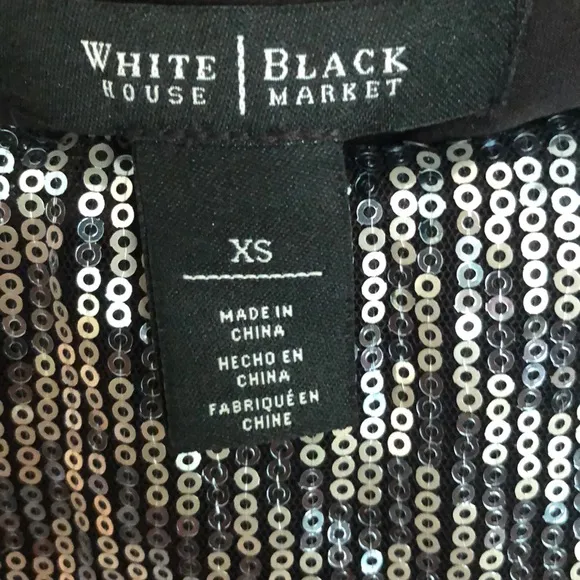 WHITE | BLACK
HOUSE | MARKET
XS
MADE IN
CHINA
HECHO EN
CHINA
FABRIQUÉ EN
CHINE